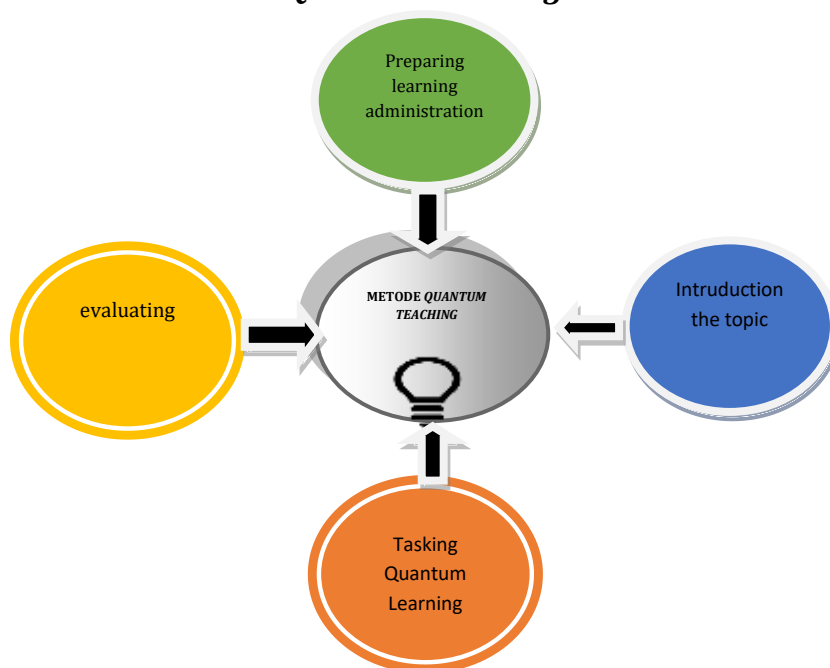 Preparing
learning
administration
METODE QUANTUM
TEACHING
evaluating
Intruduction
the topic
Tasking
Quantum
Learning